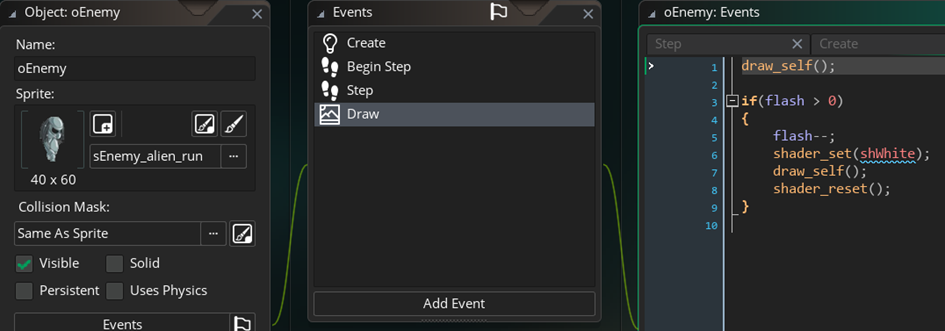 Object: oEnemy
Name:
oEnemy
Sprite:
sEnemy_alien_run
...
40 x 60
Collision Mask:
Same As Sprite
...
Visible
Solid
Persistent
Uses Physics
Events
Events
Create
Begin Step
Step
Draw
Add Event
oEnemy: Events
Step
Create
1 draw_self();
2
3 if(flash > 0)
4 {
5 flash--;
6 shader_set(shWhite);
7 draw_self();
8 shader_reset();
9 }
10